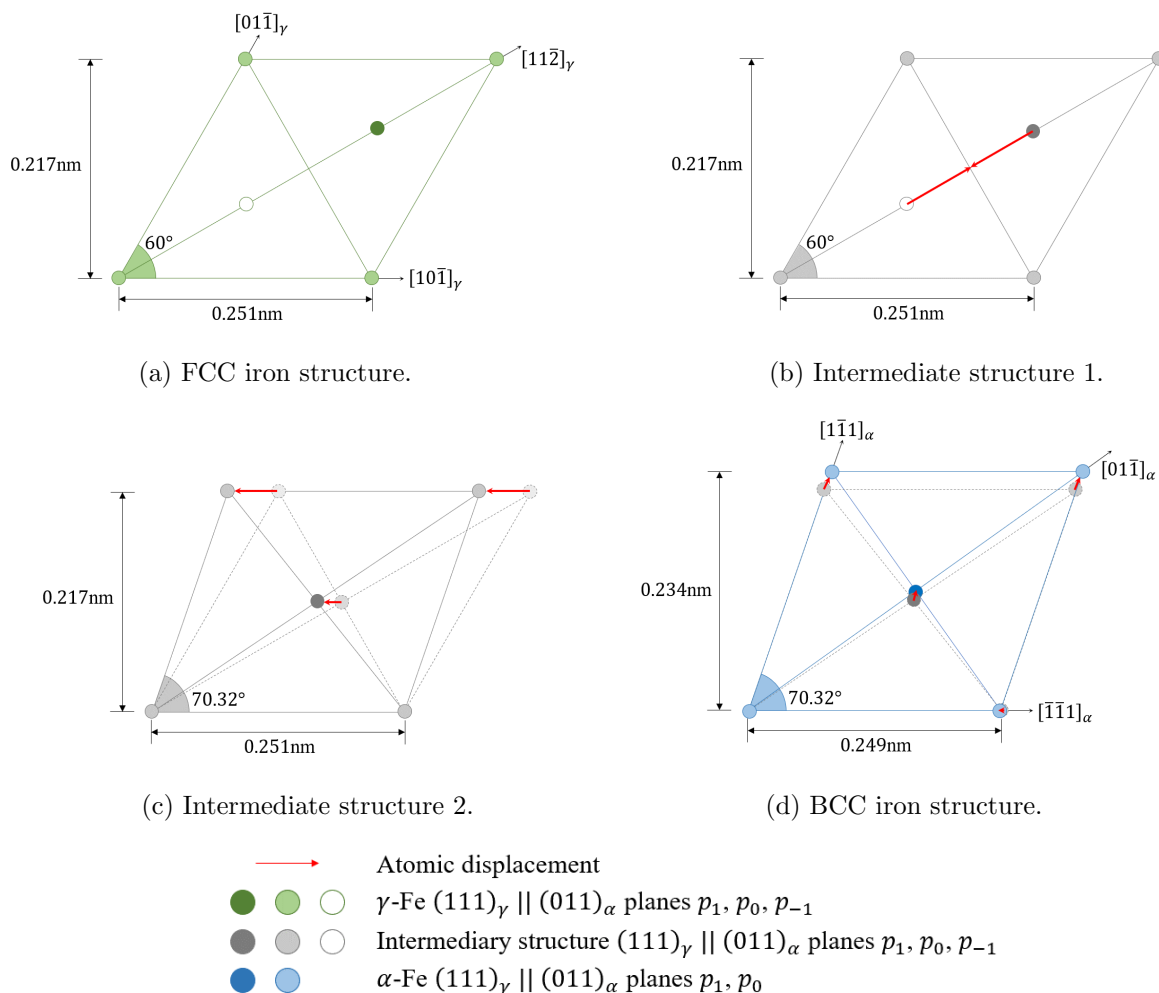 [01̄1̄]γ
[112̄]γ
0.217nm
60°
[101̄]γ
0.251nm
(a) FCC iron structure.
0.217nm
60°
0.251nm
(b) Intermediate structure 1.
0.217nm
70.32°
0.251nm
(c) Intermediate structure 2.
[11̄1]α
[011̄]α
0.234nm
70.32°
[1̄1̄1]α
0.249nm
(d) BCC iron structure.
Atomic displacement
γ-Fe (111)γ || (011)α planes p₁, p₀, p₋₁
Intermediary structure (111)γ || (011)α planes p₁, p₀, p₋₁
α-Fe (111)γ || (011)α planes p₁, p₀